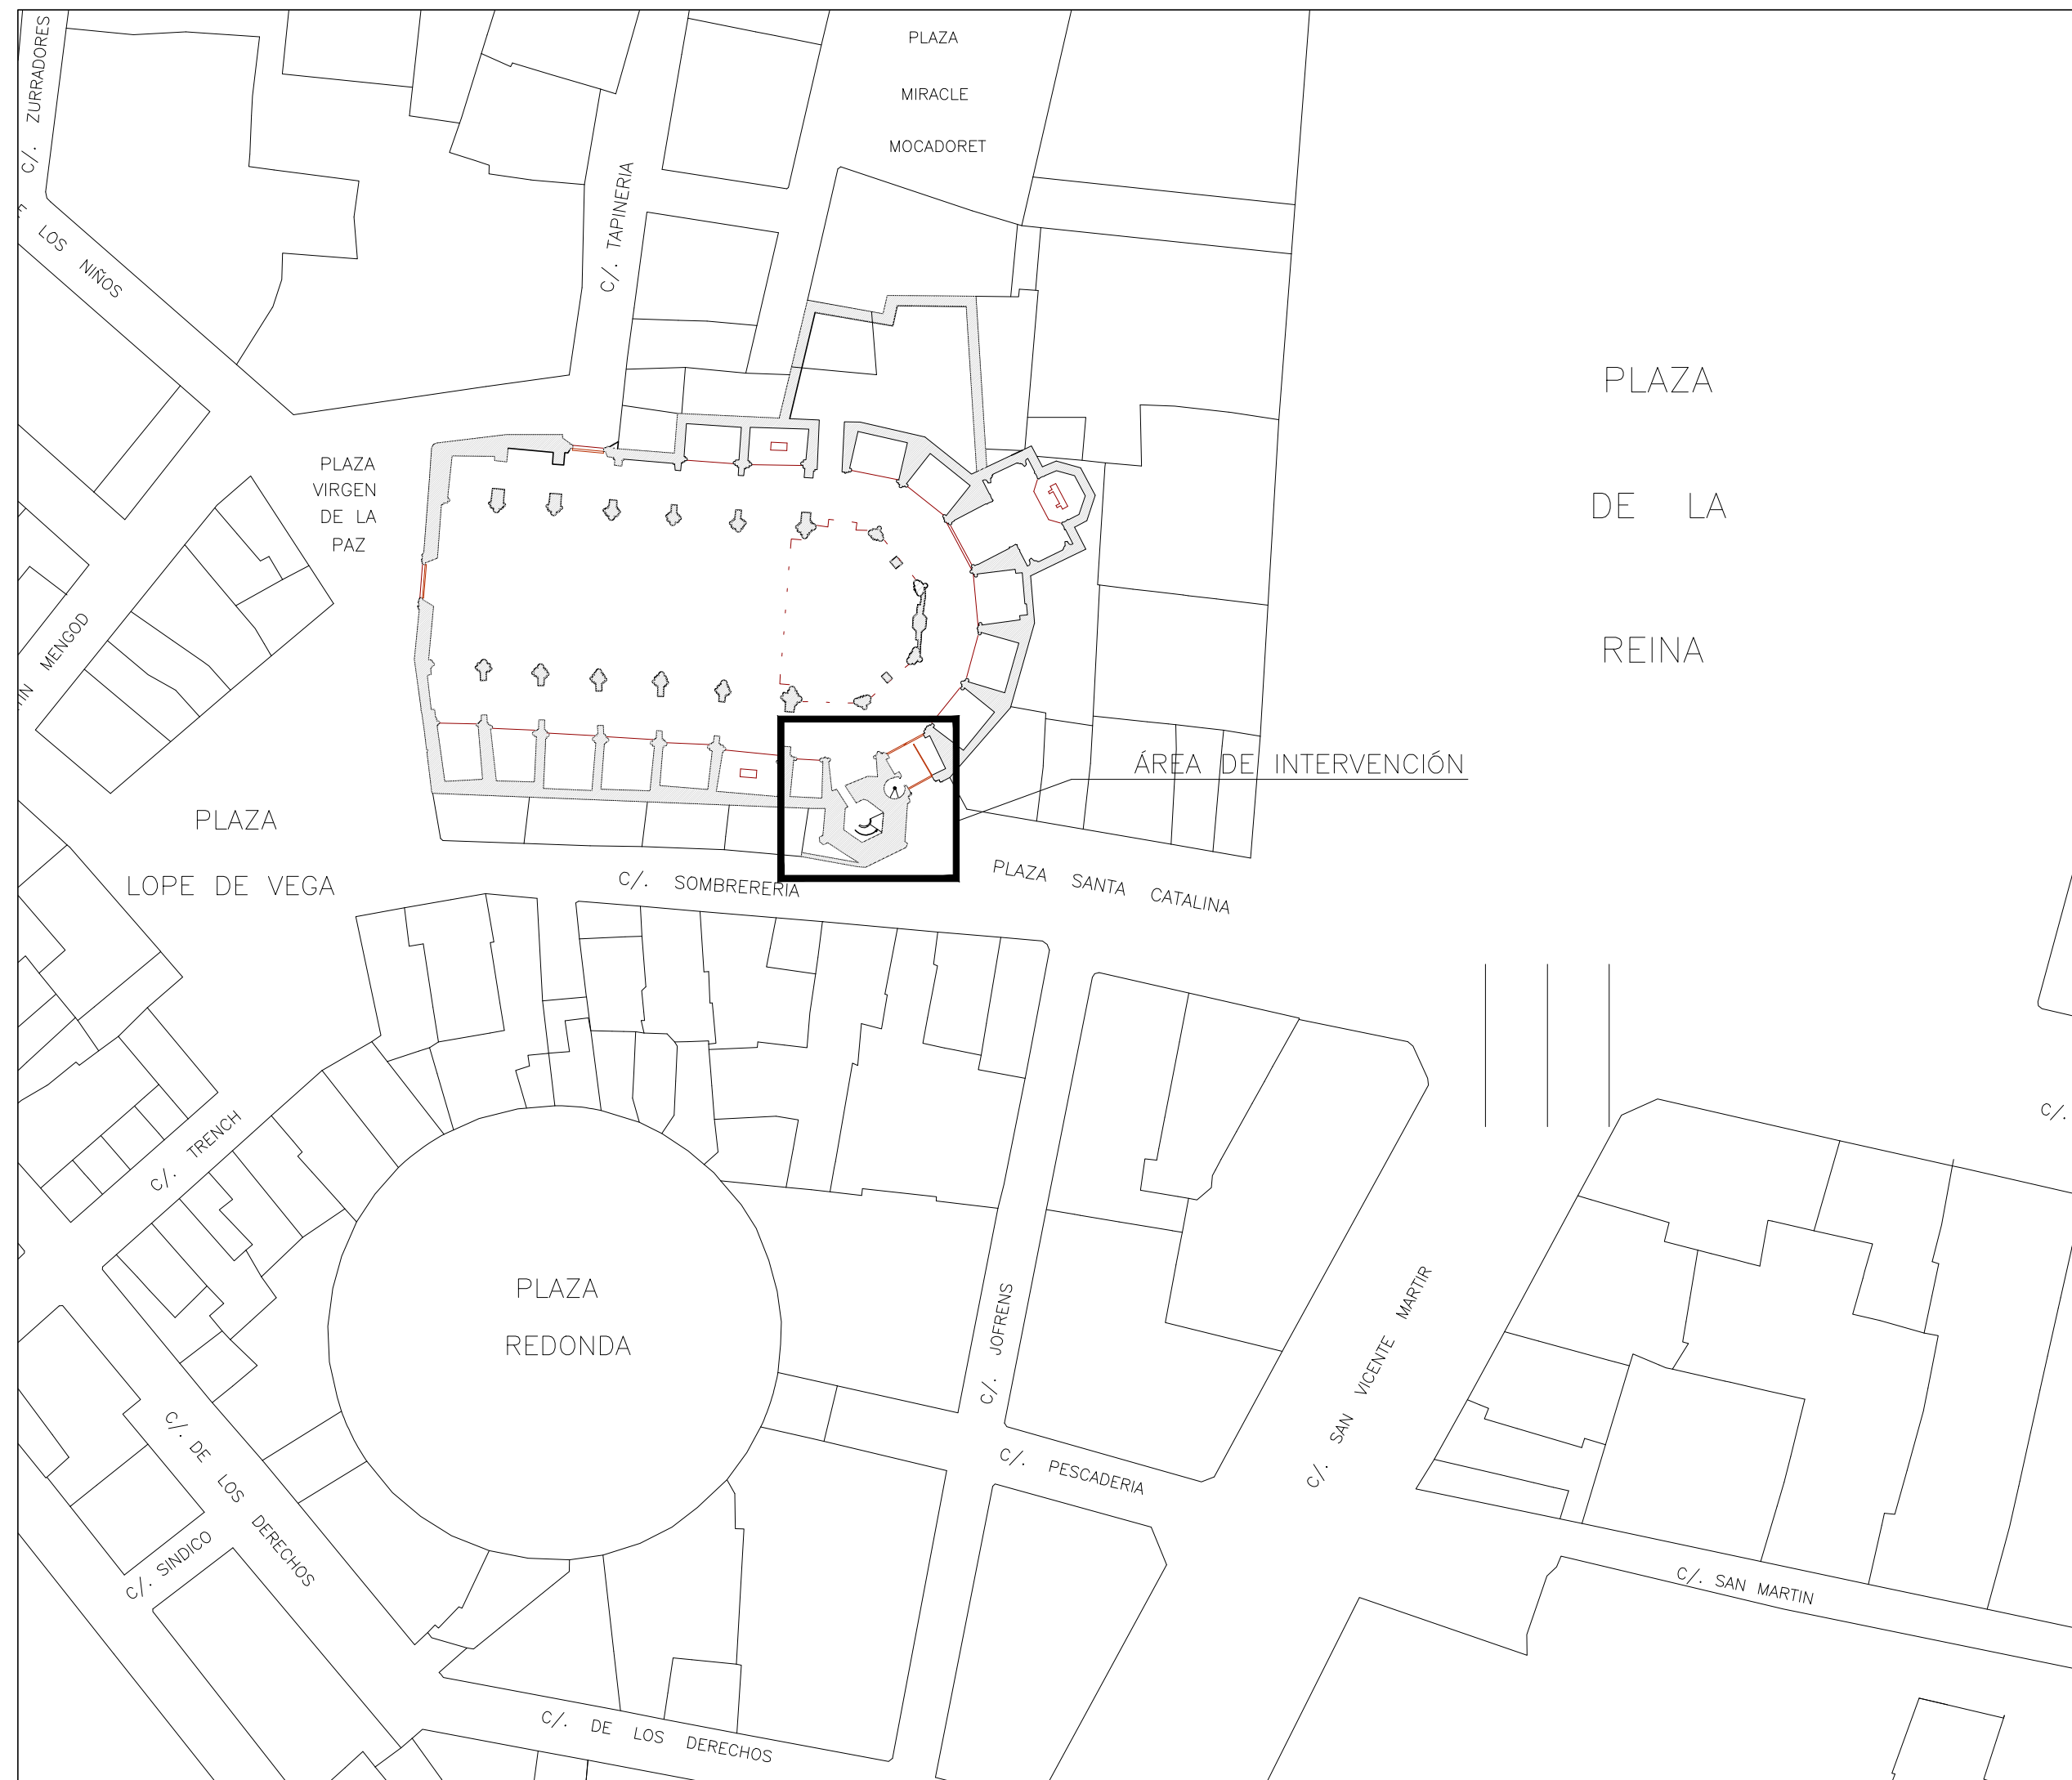 C/. ZURRADORES
PLAZA
MIRACLE
MOCADORET
C/. TAPINERIA
LOS NIÑOS
PLAZA
VIRGEN
DE LA
PAZ
MENGOD
PLAZA
DE LA
REINA
ÁREA DE INTERVENCIÓN
PLAZA
LOPE DE VEGA
C/. SOMBRERERIA
PLAZA SANTA CATALINA
C/.
C/. TRENCH
PLAZA
REDONDA
C/. JOFRENS
C/. SAN VICENTE MARTIR
C/. DE LOS DERECHOS
C/. PESCADERIA
C/. SINDICO
C/. SAN MARTIN
C/. DE LOS DERECHOS